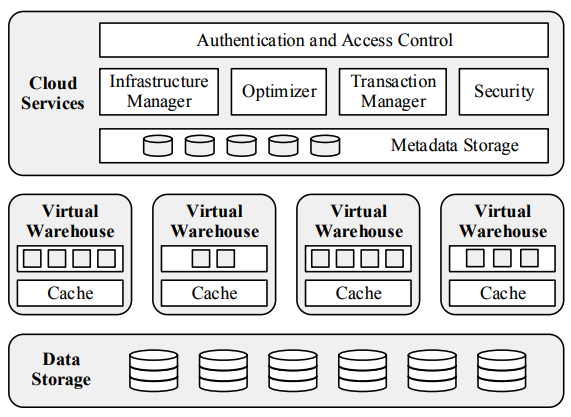 Authentication and Access Control
Cloud
Services
Infrastructure
Manager
Optimizer
Transaction
Manager
Security
Metadata Storage
Virtual
Warehouse
Cache
Virtual
Warehouse
Cache
Virtual
Warehouse
Cache
Virtual
Warehouse
Cache
Data
Storage